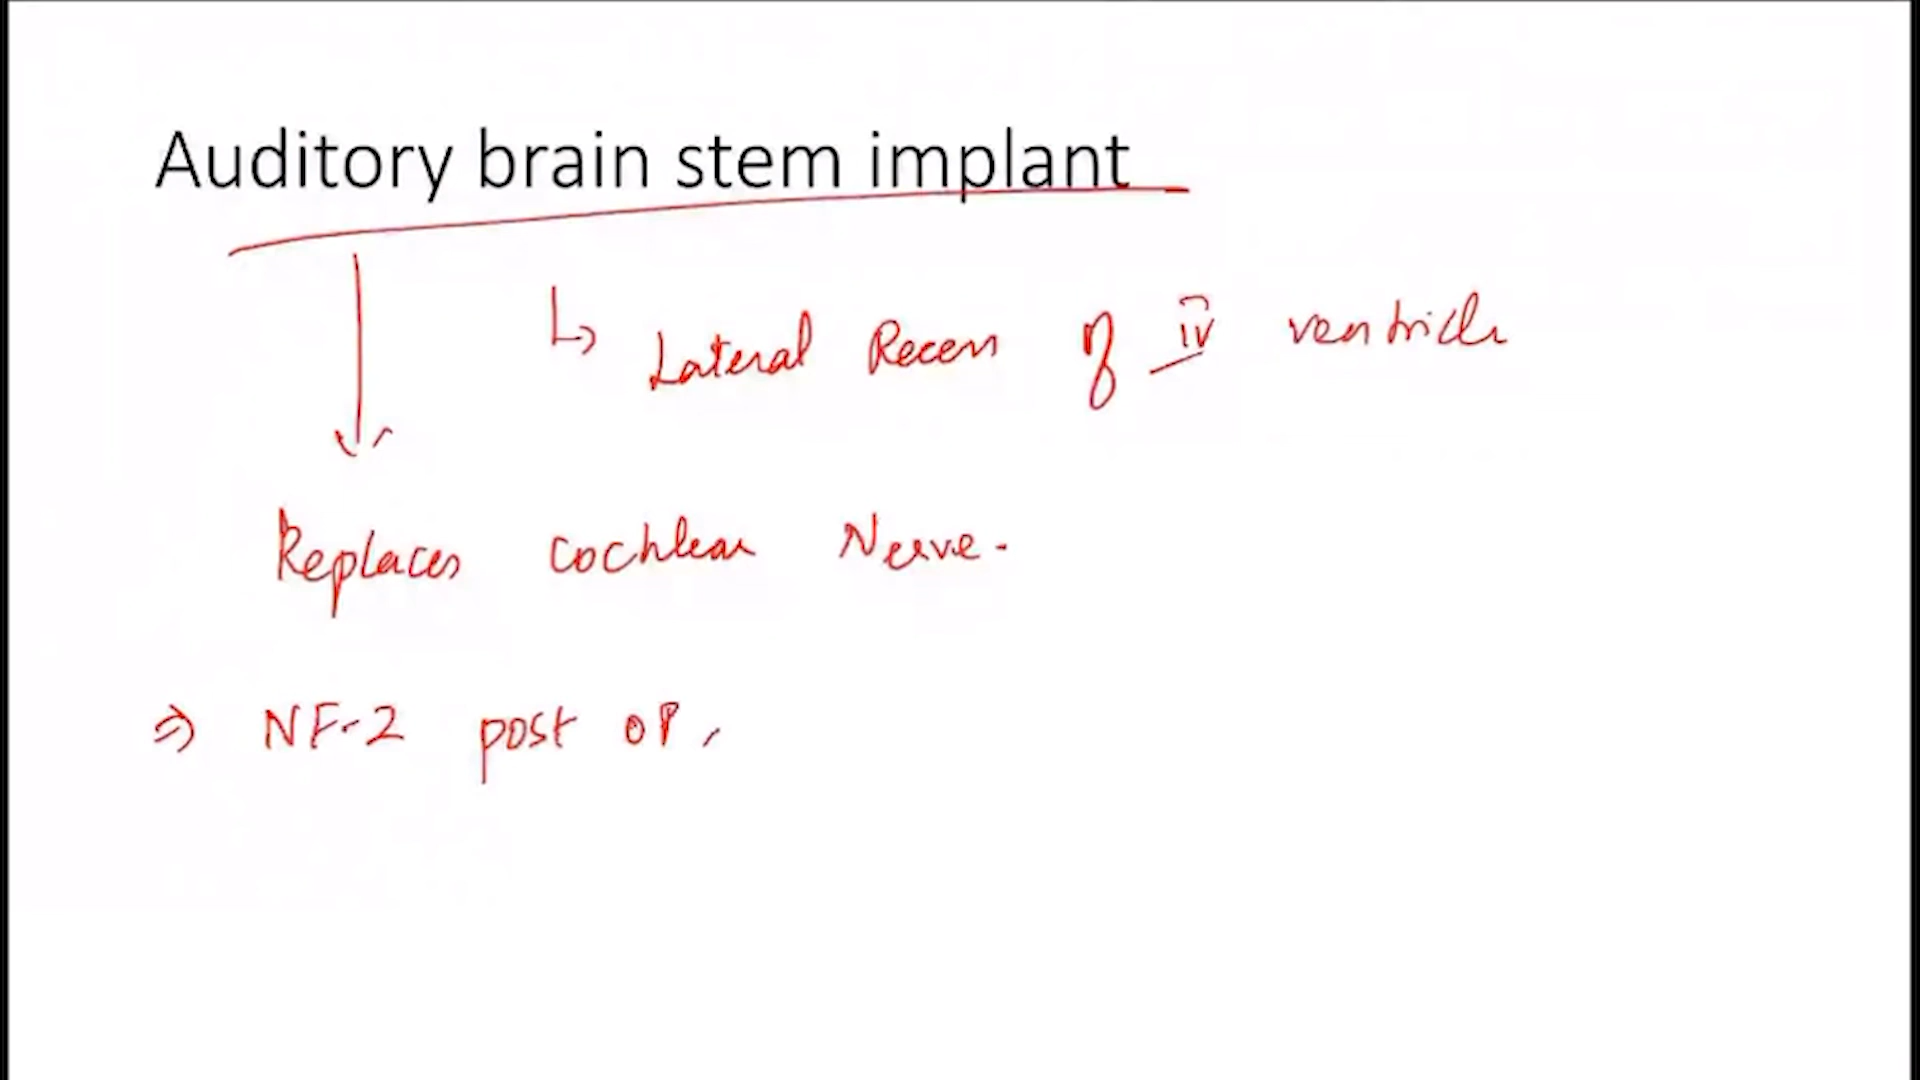 Auditory brain stem implant
↳ Lateral Recess of IV ventricle
Replaces cochlear Nerve.
⇒ NF-2 post OP,